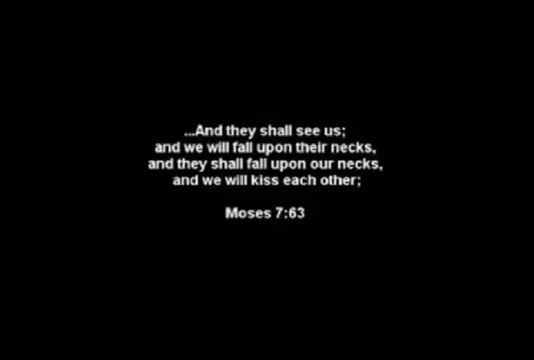 ...And they shall see us;
and we will fall upon their necks,
and they shall fall upon our necks,
and we will kiss each other;
Moses 7:63